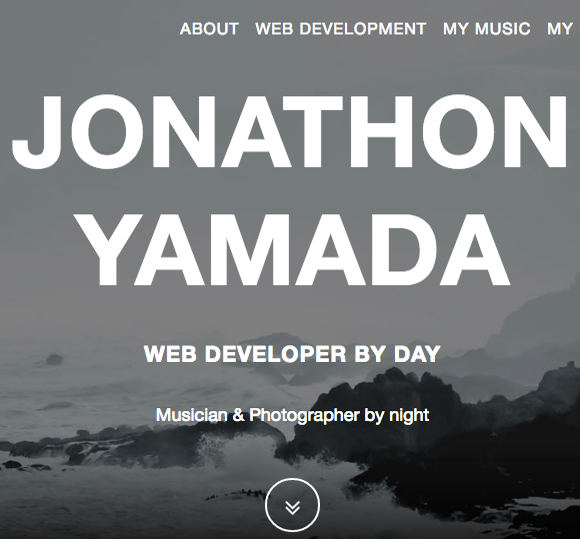 ABOUT WEB DEVELOPMENT MY MUSIC MY
JONATHON
YAMADA
WEB DEVELOPER BY DAY
Musician & Photographer by night